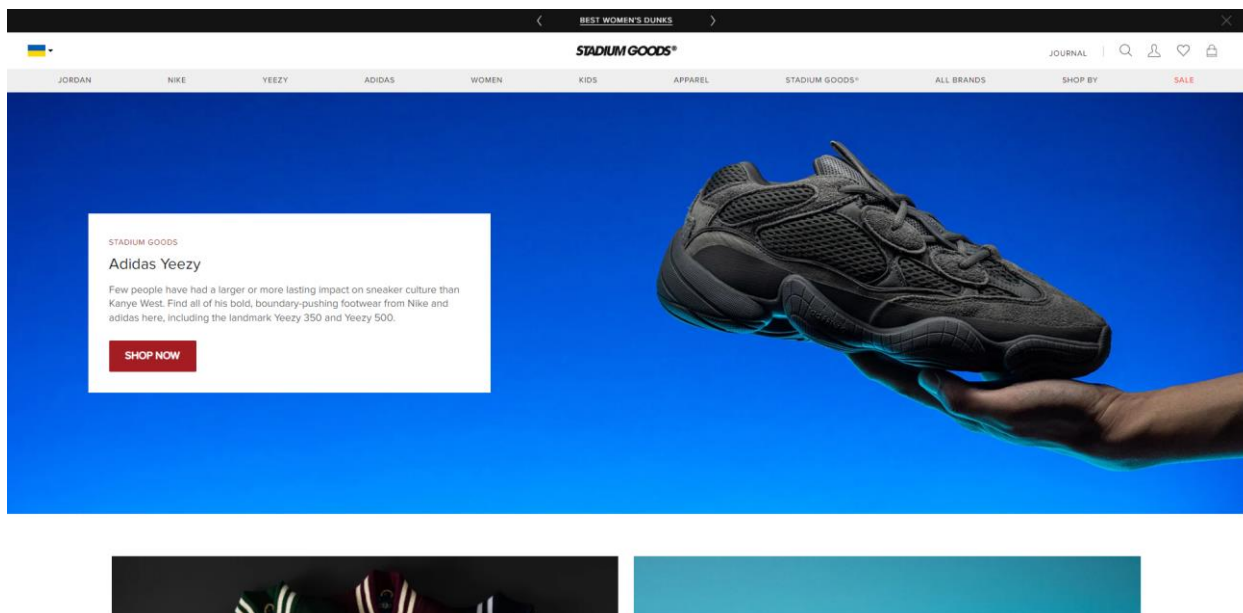 BEST WOMEN'S DUNKS
STADIUM GOODS®
JOURNAL
JORDAN NIKE YEEZY ADIDAS WOMEN KIDS APPAREL STADIUM GOODS® ALL BRANDS SHOP BY SALE
STADIUM GOODS
Adidas Yeezy
Few people have had a larger or more lasting impact on sneaker culture than
Kanye West. Find all of his bold, boundary-pushing footwear from Nike and
adidas here, including the landmark Yeezy 350 and Yeezy 500.
SHOP NOW